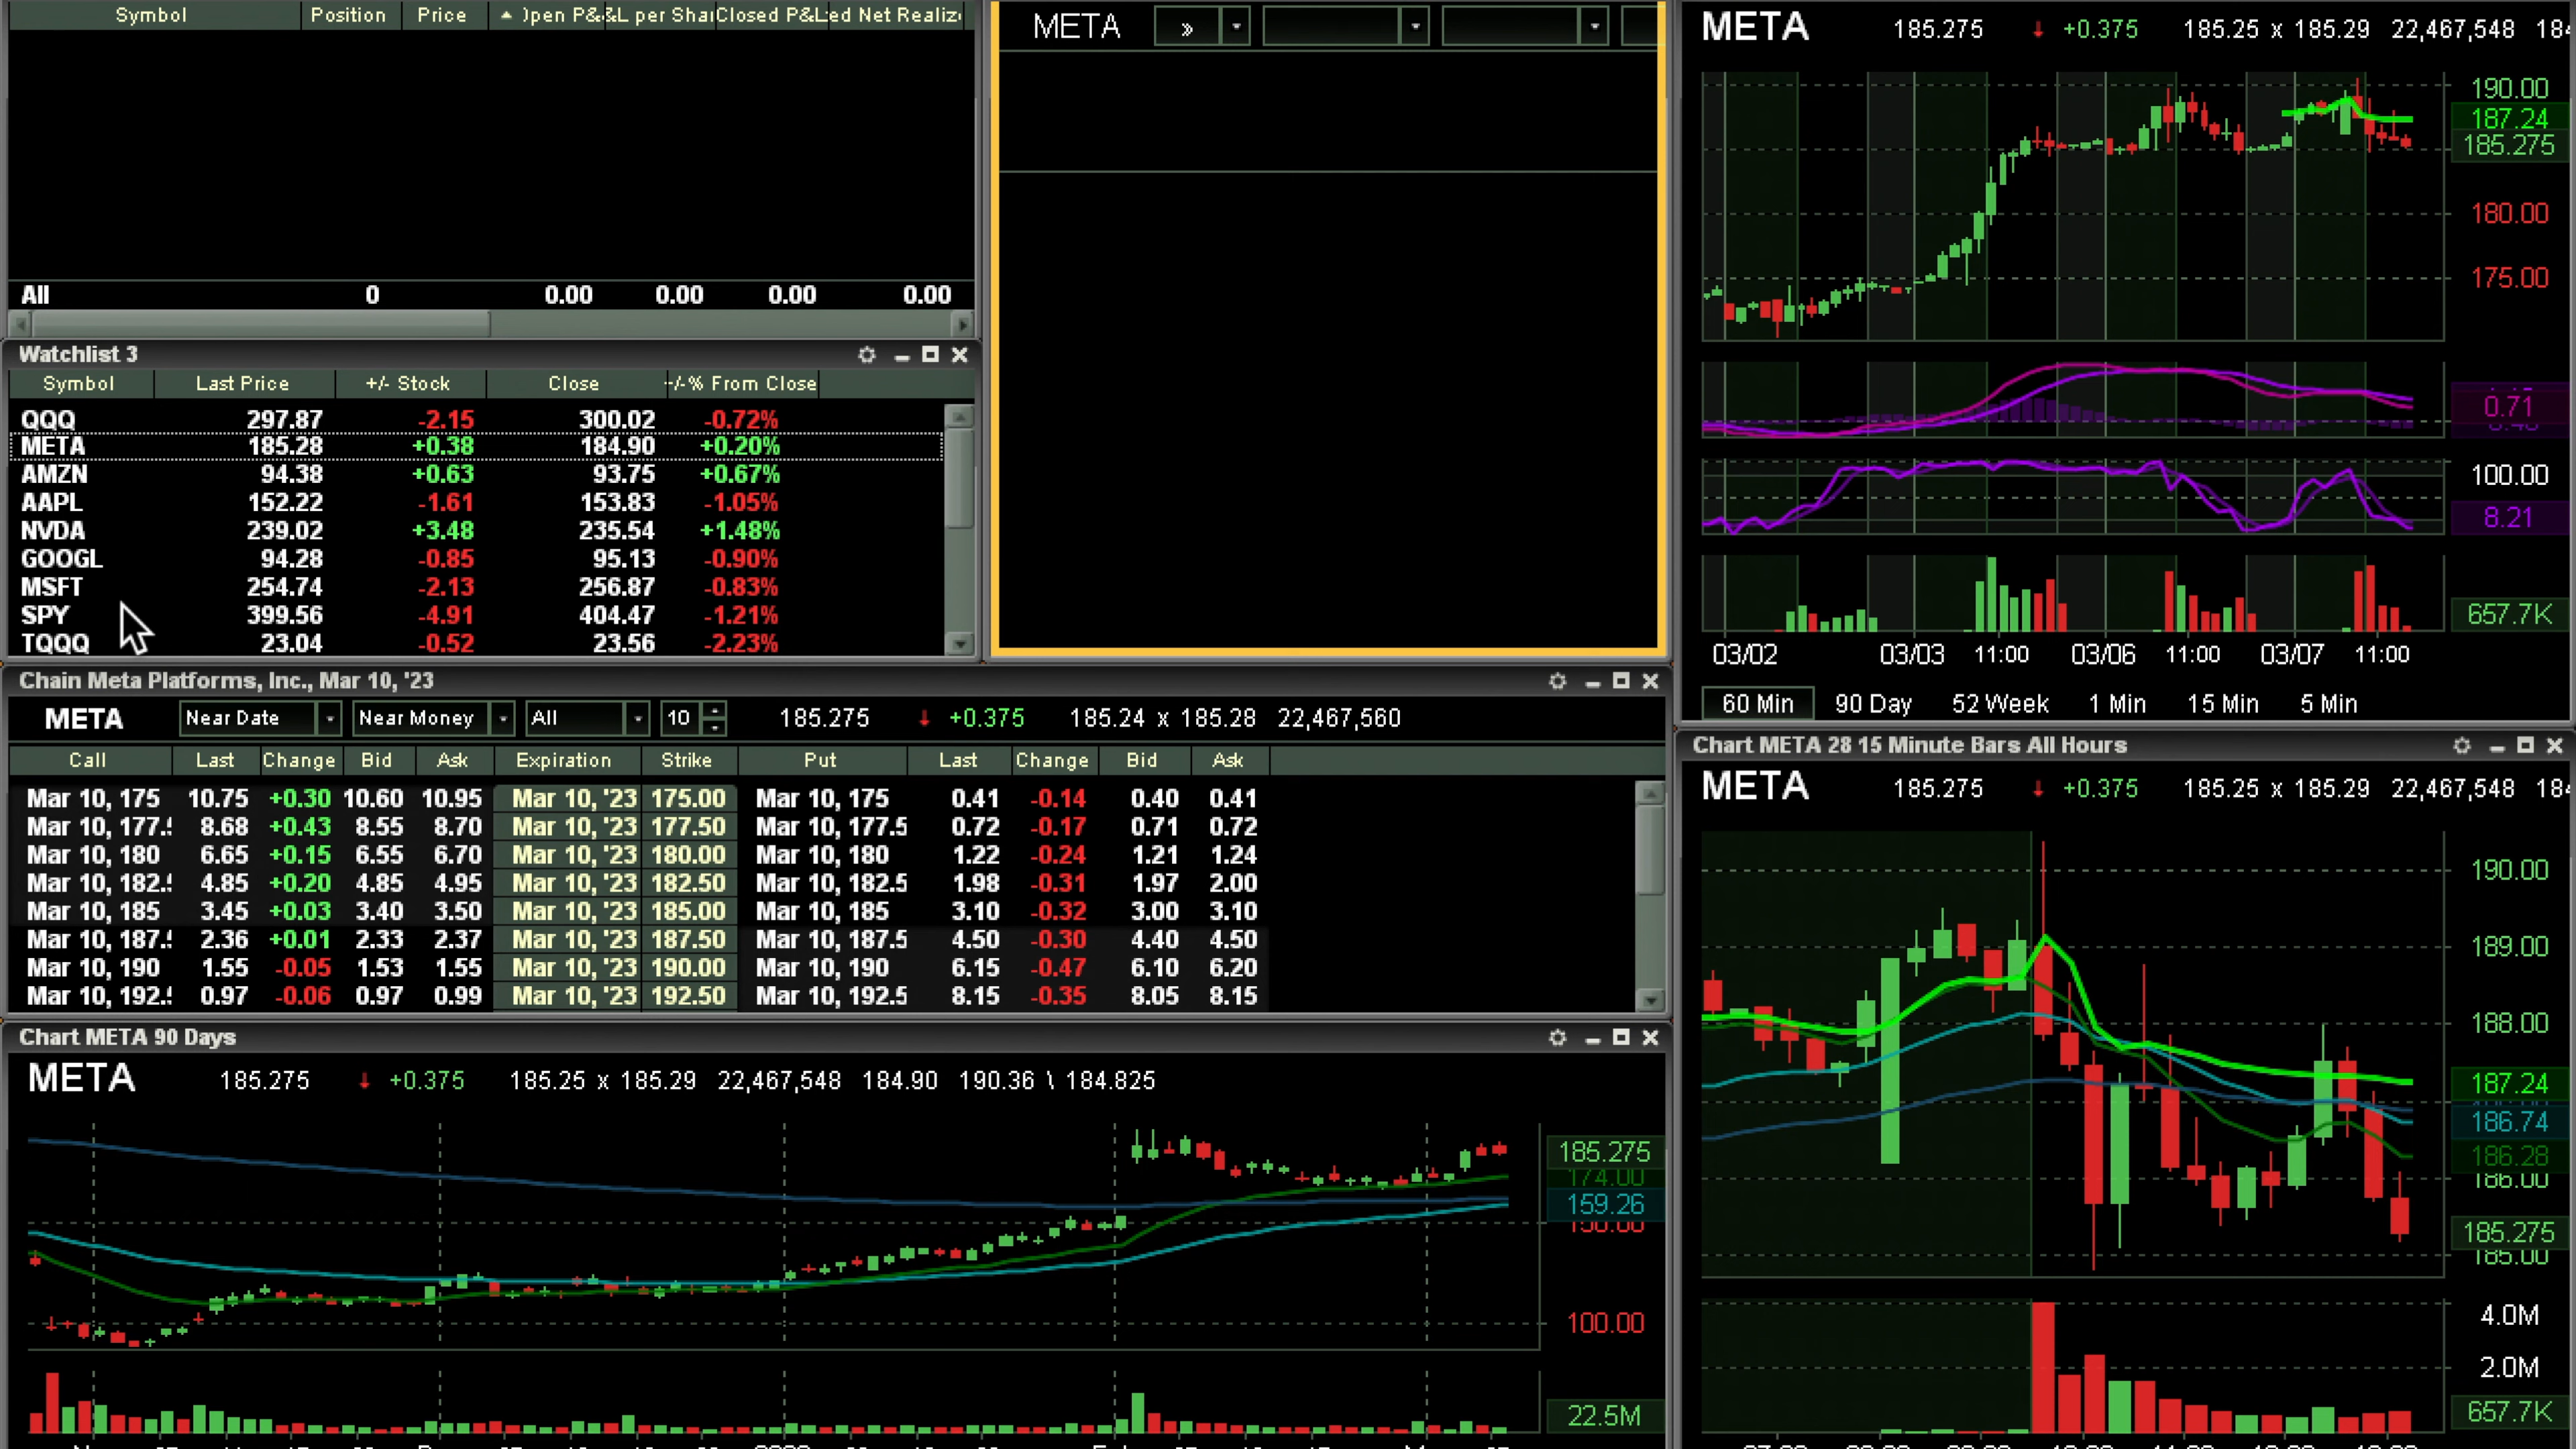 Symbol Position Price Open P& &L per Shar Closed P&L ed Net Realize
All 0 0.00 0.00 0.00 0.00
Watchlist 3
Symbol Last Price +/- Stock Close +/-% From Close
QQQ 297.87 -2.15 300.02 -0.72%
META 185.28 +0.38 184.90 +0.20%
AMZN 94.38 +0.63 93.75 +0.67%
AAPL 152.22 -1.61 153.83 -1.05%
NVDA 239.02 +3.48 235.54 +1.48%
GOOGL 94.28 -0.85 95.13 -0.90%
MSFT 254.74 -2.13 256.87 -0.83%
SPY 399.56 -4.91 404.47 -1.21%
TQQQ 23.04 -0.52 23.56 -2.23%
META »
Chain Meta Platforms, Inc., Mar 10, '23
META Near Date Near Money All 10 185.275 +0.375 185.24 x 185.28 22,467,560
Call Last Change Bid Ask Expiration Strike Put Last Change Bid Ask
Mar 10, 175 10.75 +0.30 10.60 10.95 Mar 10, '23 175.00 Mar 10, 175 0.41 -0.14 0.40 0.41
Mar 10, 177.5 8.68 +0.43 8.55 8.70 Mar 10, '23 177.50 Mar 10, 177.5 0.72 -0.17 0.71 0.72
Mar 10, 180 6.65 +0.15 6.55 6.70 Mar 10, '23 180.00 Mar 10, 180 1.22 -0.24 1.21 1.24
Mar 10, 182.5 4.85 +0.20 4.85 4.95 Mar 10, '23 182.50 Mar 10, 182.5 1.98 -0.31 1.97 2.00
Mar 10, 185 3.45 +0.03 3.40 3.50 Mar 10, '23 185.00 Mar 10, 185 3.10 -0.32 3.00 3.10
Mar 10, 187.5 2.36 +0.01 2.33 2.37 Mar 10, '23 187.50 Mar 10, 187.5 4.50 -0.30 4.40 4.50
Mar 10, 190 1.55 -0.05 1.53 1.55 Mar 10, '23 190.00 Mar 10, 190 6.15 -0.47 6.10 6.20
Mar 10, 192.5 0.97 -0.06 0.97 0.99 Mar 10, '23 192.50 Mar 10, 192.5 8.15 -0.35 8.05 8.15
Chart META 90 Days
META 185.275 +0.375 185.25 x 185.29 22,467,548 184.90 190.36 \ 184.825
185.275
174.00
159.26
150.00
100.00
22.5M
META 185.275 +0.375 185.25 x 185.29 22,467,548
190.00
187.24
185.275
180.00
175.00
0.71
100.00
8.21
657.7K
03/02 03/03 11:00 03/06 11:00 03/07 11:00
60 Min 90 Day 52 Week 1 Min 15 Min 5 Min
Chart META 28 15 Minute Bars All Hours
META 185.275 +0.375 185.25 x 185.29 22,467,548
190.00
189.00
188.00
187.24
186.74
186.28
186.00
185.275
185.00
4.0M
2.0M
657.7K